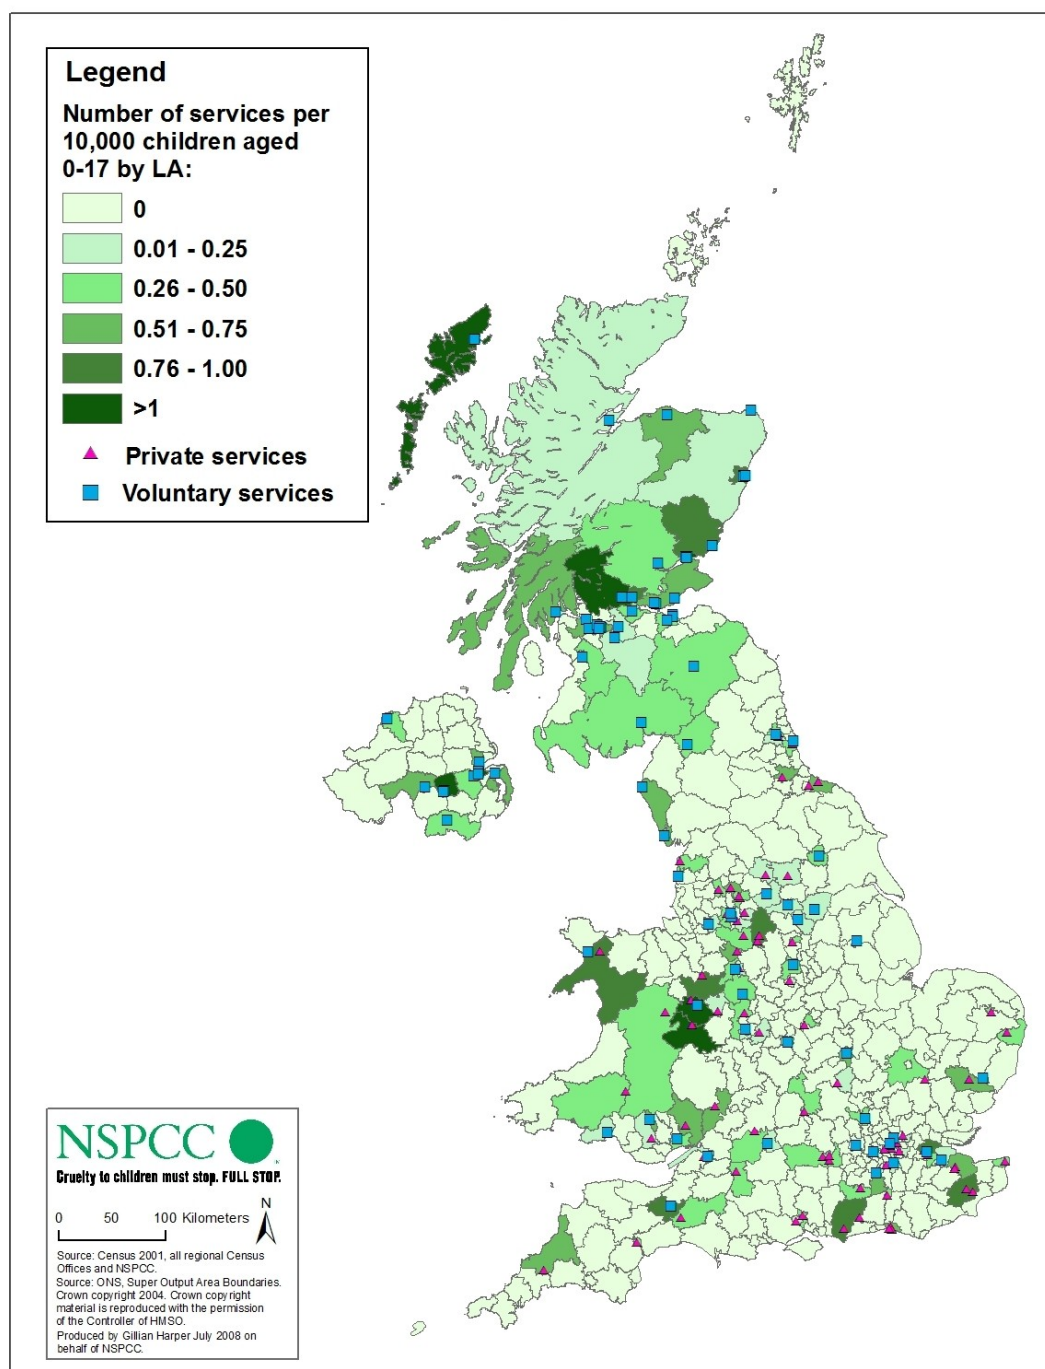 Legend
Number of services per
10,000 children aged
0-17 by LA:
0
0.01 - 0.25
0.26 - 0.50
0.51 - 0.75
0.76 - 1.00
>1
Private services
Voluntary services
NSPCC
Cruelty to children must stop. FULL STOP.
N
0 50 100 Kilometers
Source: Census 2001, all regional Census
Offices and NSPCC.
Source: ONS, Super Output Area Boundaries.
Crown copyright 2004. Crown copyright
material is reproduced with the permission
of the Controller of HMSO.
Produced by Gillian Harper July 2008 on
behalf of NSPCC.